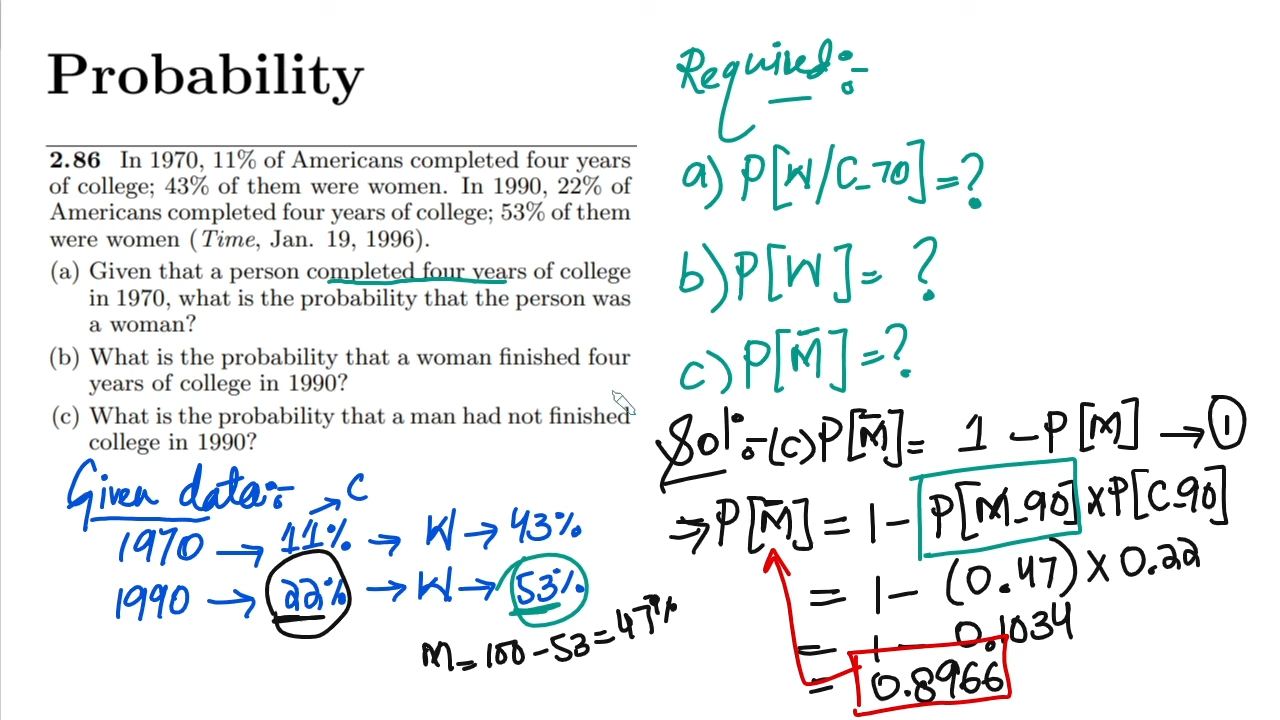 Probability
2.86 In 1970, 11% of Americans completed four years
of college; 43% of them were women. In 1990, 22% of
Americans completed four years of college; 53% of them
were women (Time, Jan. 19, 1996).
(a) Given that a person completed four years of college
in 1970, what is the probability that the person was
a woman?
(b) What is the probability that a woman finished four
years of college in 1990?
(c) What is the probability that a man had not finished
college in 1990?
Given data:-
→ C
1970 → 11% → W → 43%
1990 → 22% → W → 53%
M = 100 - 53 = 47%
Required:-
a) P[W/C_70] = ?
b) P[W] = ?
c) P[M̄] = ?
Sol:- (c) P[M̄] = 1 - P[M] → ①
⇒ P[M̄] = 1 - P[M_90] × P[C_90]
= 1 - (0.47) × 0.22
= 1 - 0.1034
= 0.8966